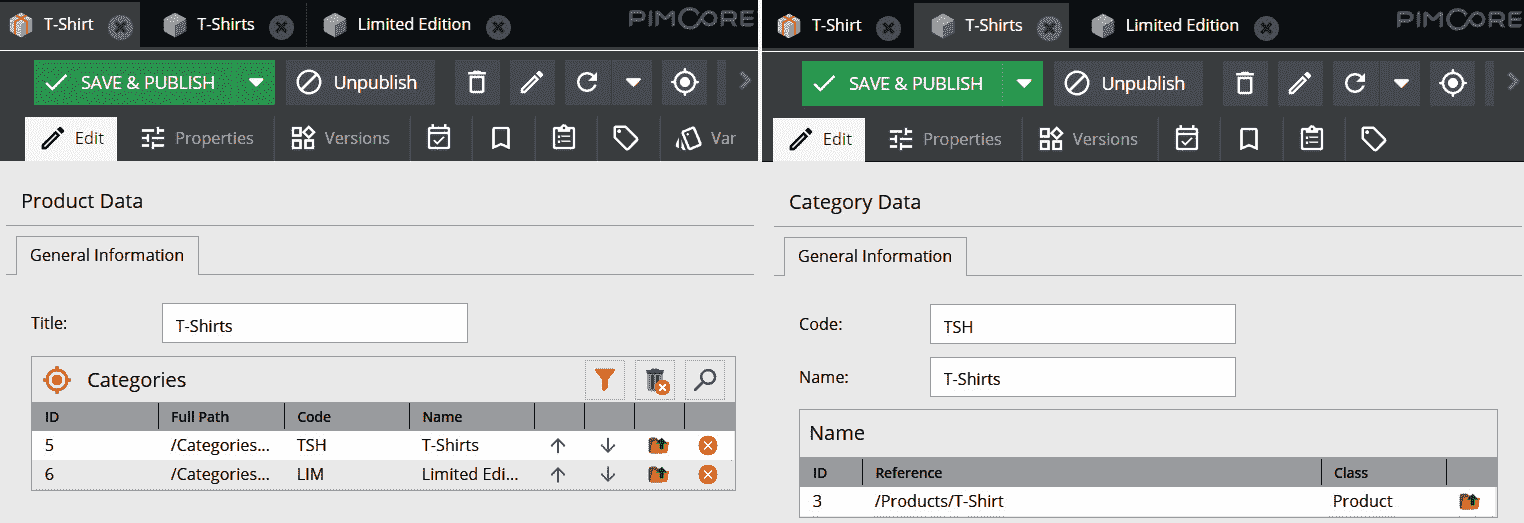 T-Shirt T-Shirts Limited Edition PIMCORE
SAVE & PUBLISH Unpublish
Edit Properties Versions Var
Product Data
General Information
Title: T-Shirts
Categories
ID Full Path Code Name
5 /Categories... TSH T-Shirts
6 /Categories... LIM Limited Edi...
T-Shirt T-Shirts Limited Edition PIMCORE
SAVE & PUBLISH Unpublish
Edit Properties Versions
Category Data
General Information
Code: TSH
Name: T-Shirts
Name
ID Reference Class
3 /Products/T-Shirt Product